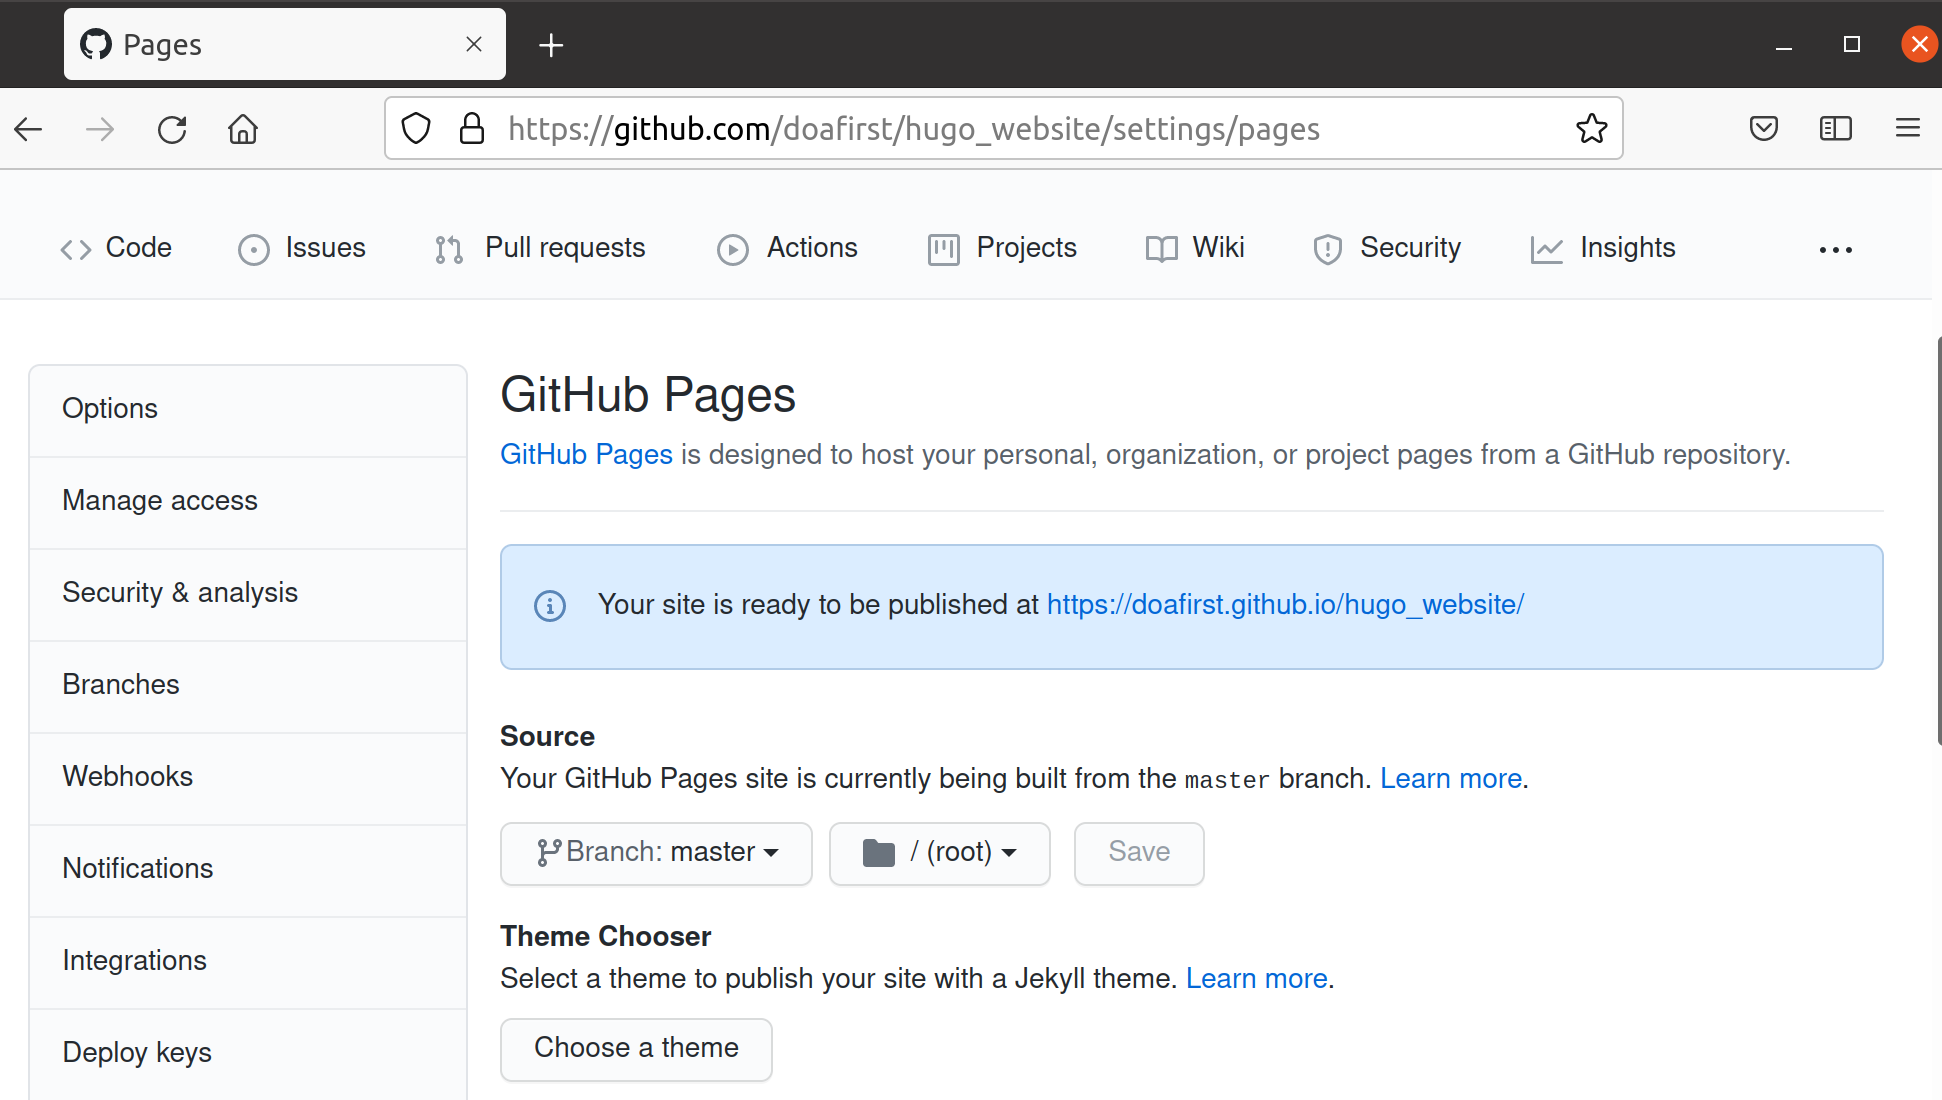 Pages
https://github.com/doafirst/hugo_website/settings/pages
Code Issues Pull requests Actions Projects Wiki Security Insights
Options
Manage access
Security & analysis
Branches
Webhooks
Notifications
Integrations
Deploy keys
GitHub Pages
GitHub Pages is designed to host your personal, organization, or project pages from a GitHub repository.
Your site is ready to be published at https://doafirst.github.io/hugo_website/
Source
Your GitHub Pages site is currently being built from the master branch. Learn more.
Branch: master / (root) Save
Theme Chooser
Select a theme to publish your site with a Jekyll theme. Learn more.
Choose a theme